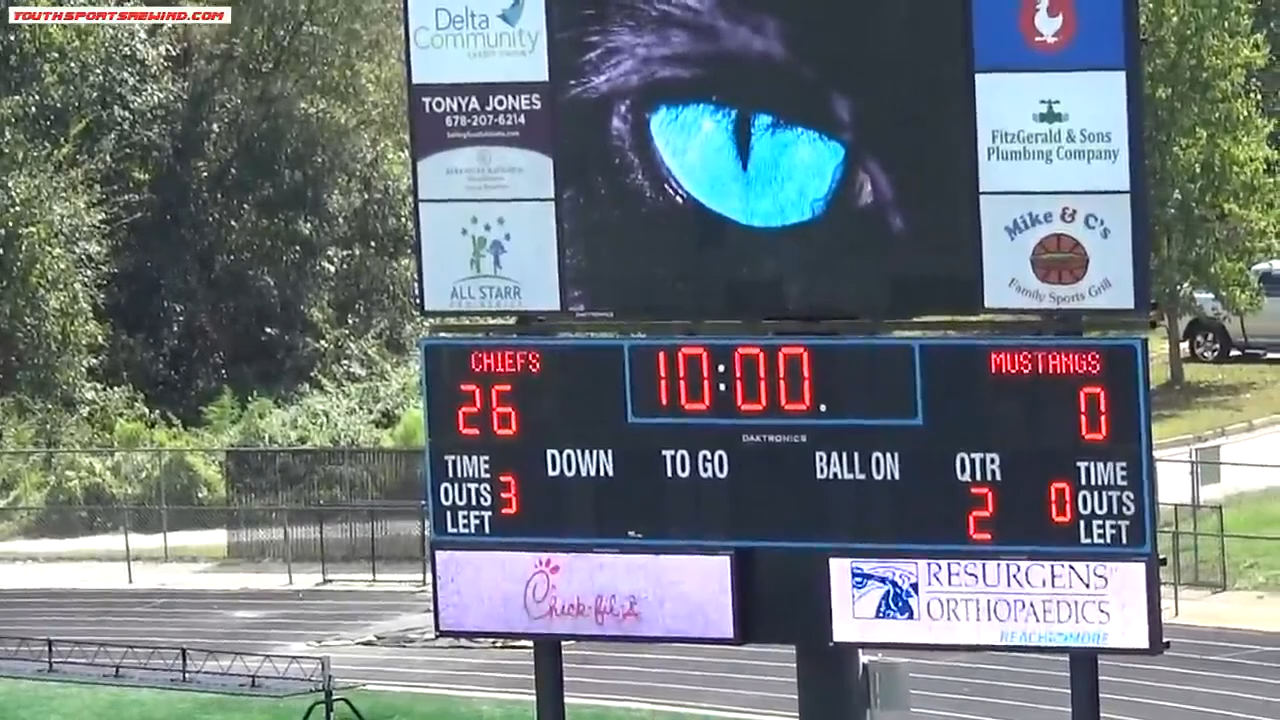 YOUTHSPORTSREWIND.COM
Delta
Community
CREDIT UNION
TONYA JONES
678-207-6214
ALL STARR
FitzGerald & Sons
Plumbing Company
Mike & C's
Family Sports Grill
CHIEFS
10:00
MUSTANGS
26
0
DAKTRONICS
DOWN
TO GO
BALL ON
QTR
TIME
OUTS 3
LEFT
2
0 TIME
OUTS
LEFT
Chick-fil-A
RESURGENS
ORTHOPAEDICS
REACH MORE